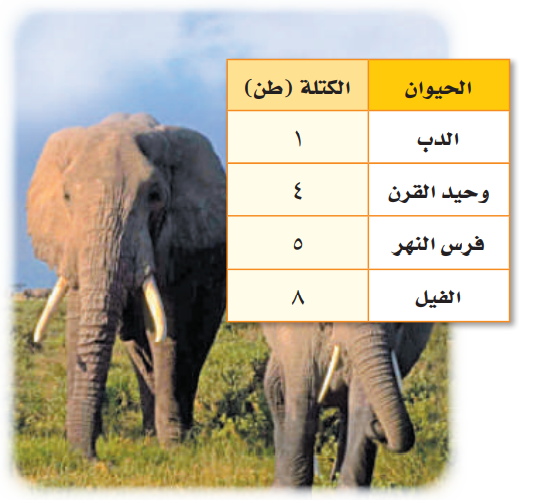 الحيوان الكتلة (طن)
الدب ١
وحيد القرن ٤
فرس النهر ٥
الفيل ٨